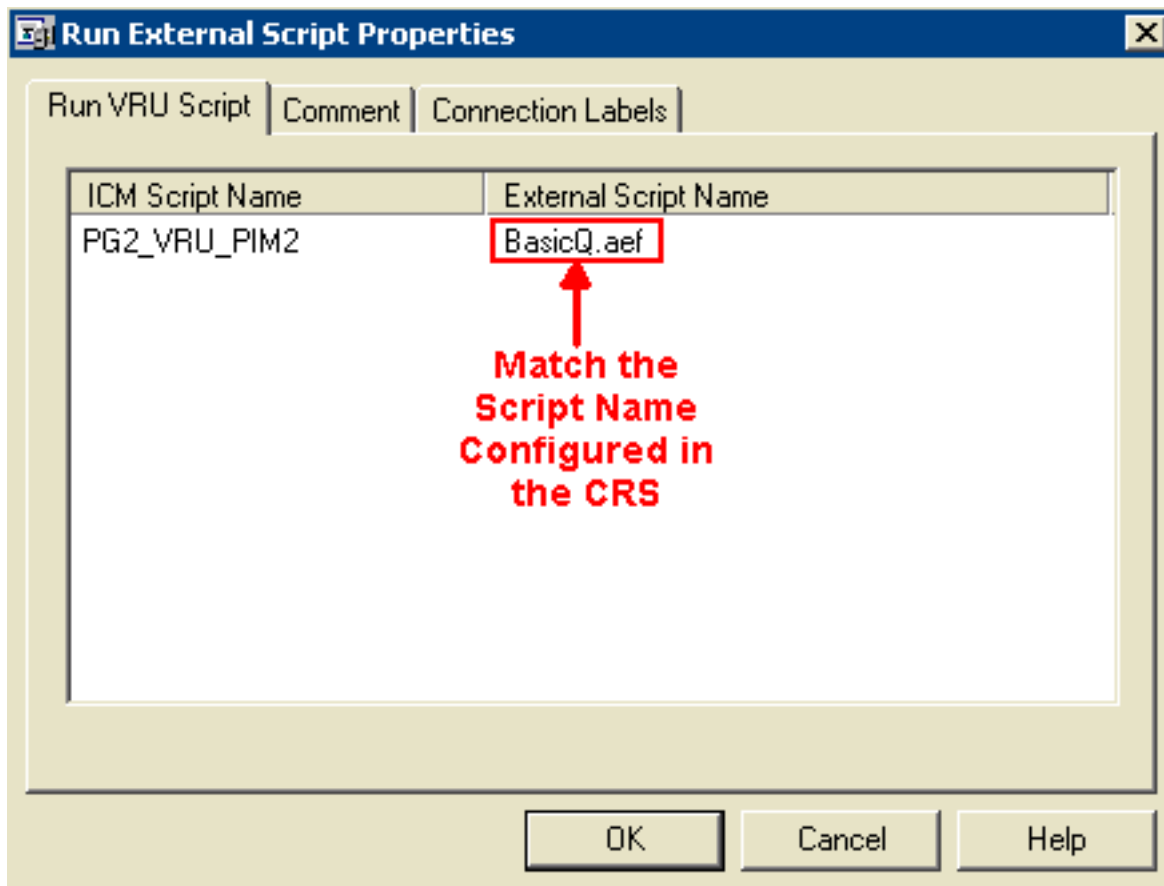 Run External Script Properties
Run VRU Script Comment Connection Labels
ICM Script Name External Script Name
PG2_VRU_PIM2 BasicQ.aef
Match the
Script Name
Configured in
the CRS
OK Cancel Help